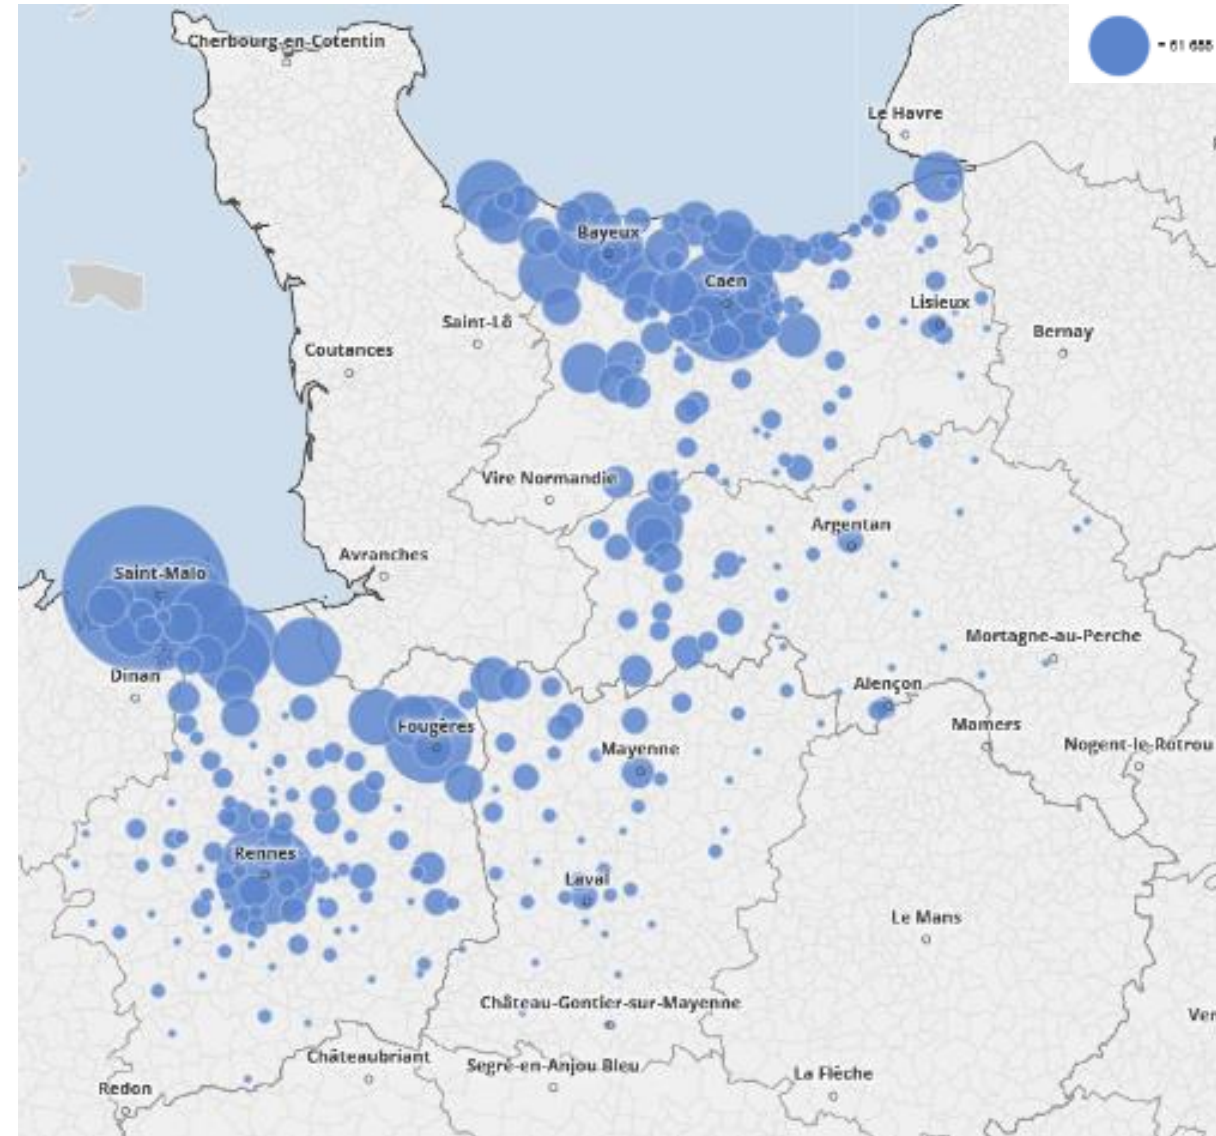 Cherbourg-en-Cotentin
Le Havre
Bayeux
Caen
Lisieux
Saint-Lô
Bernay
Coutances
Vire Normandie
Argentan
Avranches
Saint-Malo
Mortagne-au-Perche
Dinan
Alençon
Fougères
Mamers
Mayenne
Nogent-le-Rotrou
Rennes
Laval
Le Mans
Château-Gontier-sur-Mayenne
Ver
Châteaubriant
Segré-en-Anjou Bleu
La Flèche
Redon